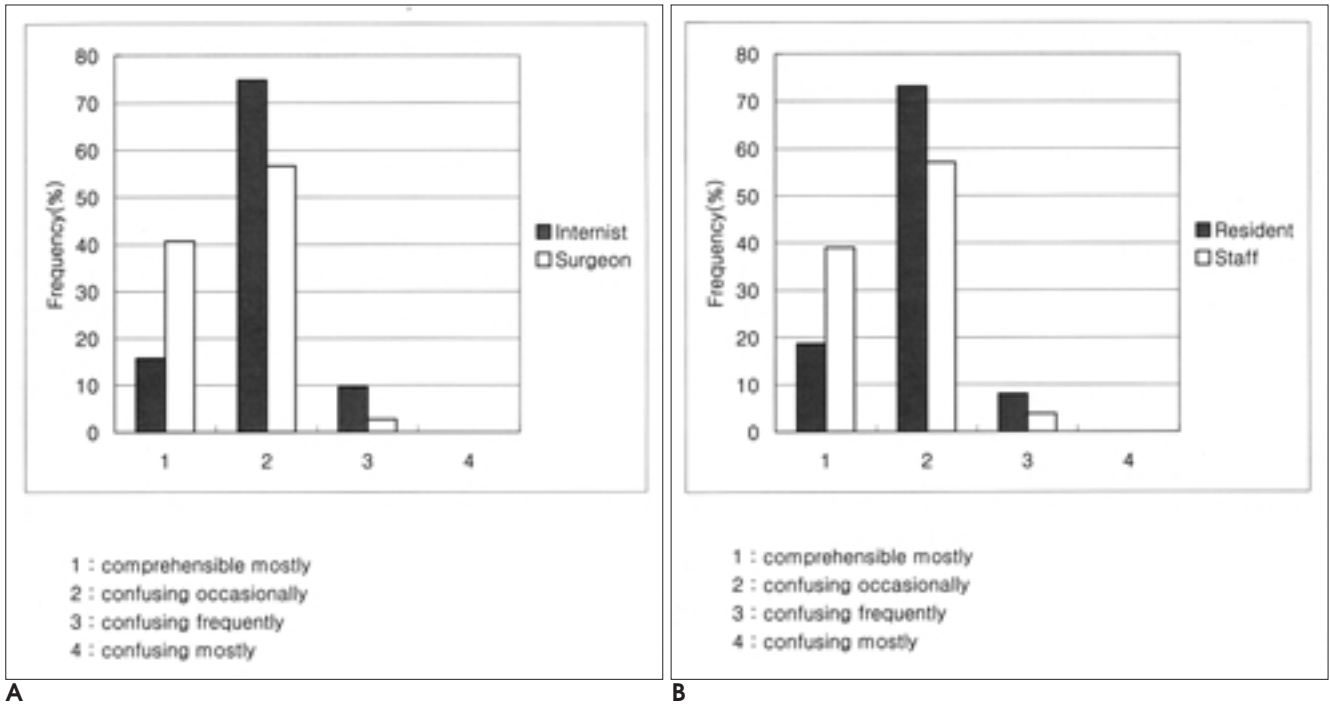 80
70
60
50
40
30
20
10
0
Frequency(%)
1 2 3 4
Internist
Surgeon
1 : comprehensible mostly
2 : confusing occasionally
3 : confusing frequently
4 : confusing mostly
A
80
70
60
50
40
30
20
10
0
Frequency(%)
1 2 3 4
Resident
Staff
1 : comprehensible mostly
2 : confusing occasionally
3 : confusing frequently
4 : confusing mostly
B